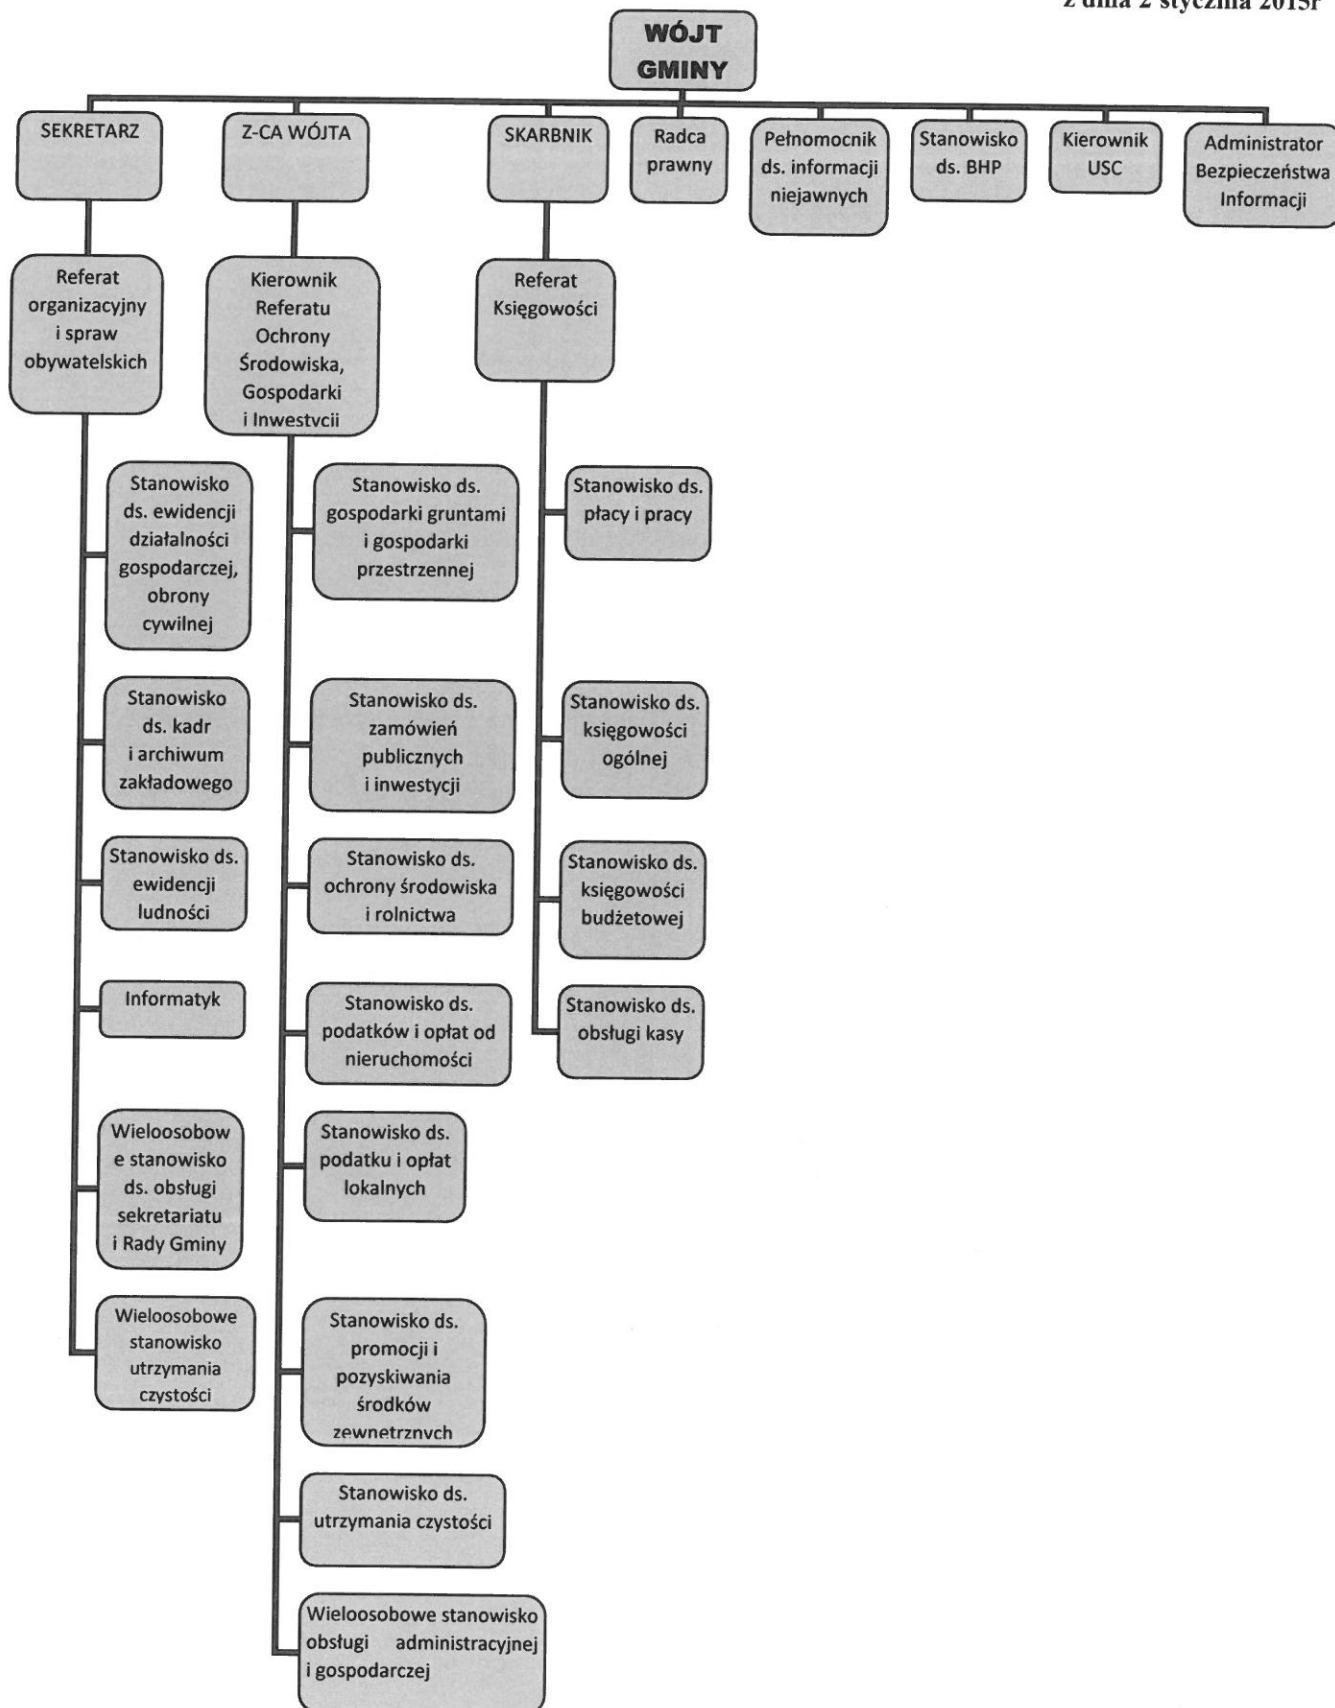 z dnia 2 stycznia 2015r
WÓJT
GMINY
SEKRETARZ
Z-CA WÓJTA
SKARBNIK
Radca
prawny
Pełnomocnik
ds. informacji
niejawnych
Stanowisko
ds. BHP
Kierownik
USC
Administrator
Bezpieczeństwa
Informacji
Referat
organizacyjny
i spraw
obywatelskich
Kierownik
Referatu
Ochrony
Środowiska,
Gospodarki
i Inwestycji
Referat
Księgowości
Stanowisko
ds. ewidencji
działalności
gospodarczej,
obrony
cywilnej
Stanowisko
ds. kadr
i archiwum
zakładowego
Stanowisko ds.
ewidencji
ludności
Informatyk
Wieloosobow
e stanowisko
ds. obsługi
sekretariatu
i Rady Gminy
Wieloosobowe
stanowisko
utrzymania
czystości
Stanowisko ds.
gospodarki gruntami
i gospodarki
przestrzennej
Stanowisko ds.
zamówień
publicznych
i inwestycji
Stanowisko ds.
ochrony środowiska
i rolnictwa
Stanowisko ds.
podatków i opłat od
nieruchomości
Stanowisko ds.
podatku i opłat
lokalnych
Stanowisko ds.
promocji i
pozyskiwania
środków
zewnętrznych
Stanowisko ds.
utrzymania czystości
Wieloosobowe stanowisko
obsługi administracyjnej
i gospodarczej
Stanowisko ds.
płacy i pracy
Stanowisko ds.
księgowości
ogólnej
Stanowisko ds.
księgowości
budżetowej
Stanowisko ds.
obsługi kasy